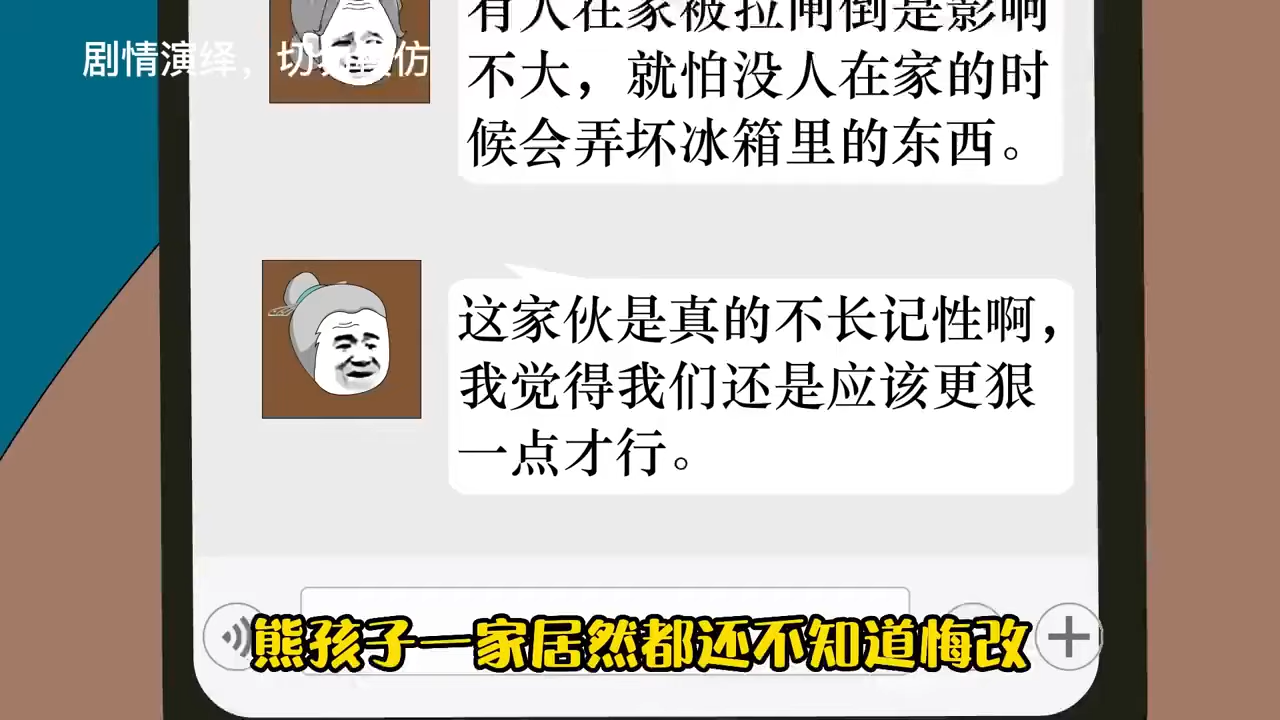 有人在家被拉闸倒是影响
剧情演绎，切勿模仿
不大，就怕没人在家的时
候会弄坏冰箱里的东西。
这家伙是真的不长记性啊，
我觉得我们还是应该更狠
一点才行。
熊孩子一家居然都还不知道悔改